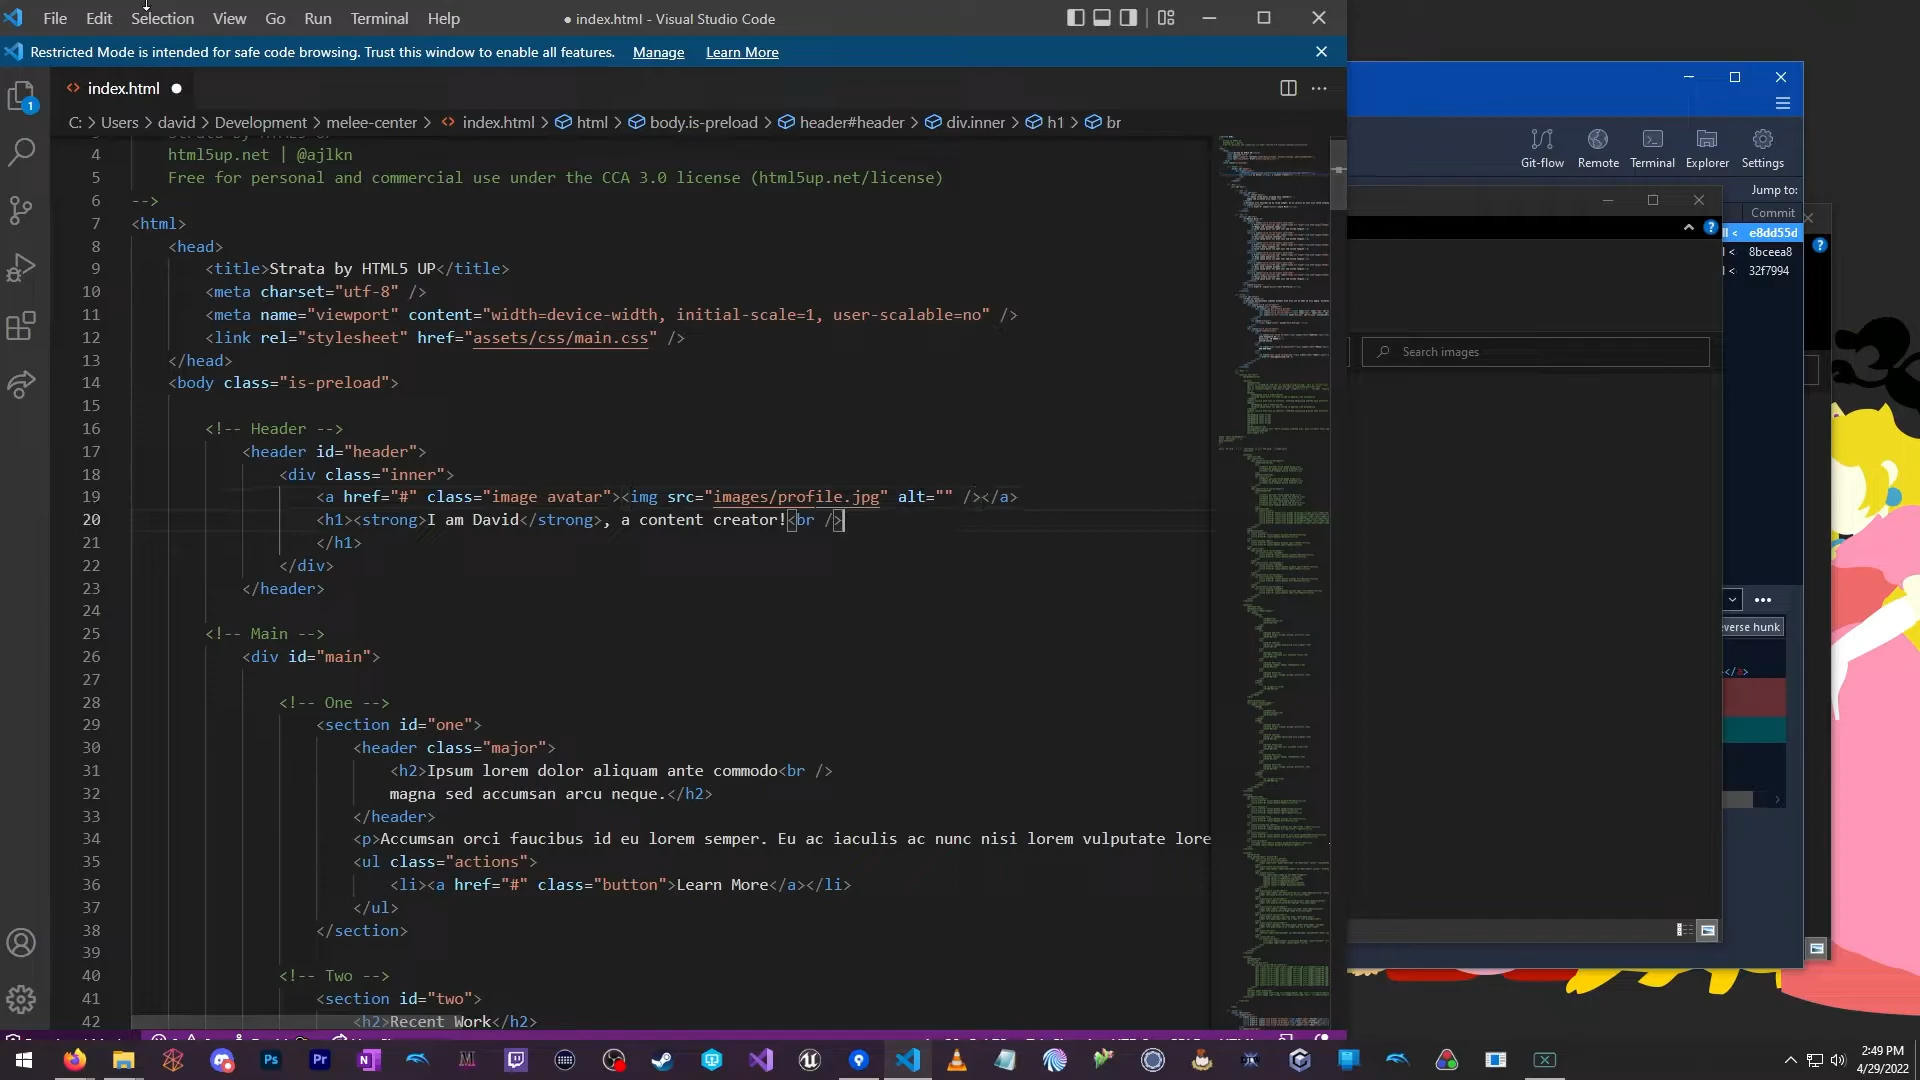 File Edit Selection View Go Run Terminal Help
● index.html - Visual Studio Code
Restricted Mode is intended for safe code browsing. Trust this window to enable all features. Manage Learn More
index.html
C: > Users > david > Development > melee-center > index.html > html > body.is-preload > header#header > div.inner > h1 > br
4 html5up.net | @ajlkn
5 Free for personal and commercial use under the CCA 3.0 license (html5up.net/license)
6 -->
7 <html>
8 <head>
9 <title>Strata by HTML5 UP</title>
10 <meta charset="utf-8" />
11 <meta name="viewport" content="width=device-width, initial-scale=1, user-scalable=no" />
12 <link rel="stylesheet" href="assets/css/main.css" />
13 </head>
14 <body class="is-preload">
15
16 <!-- Header -->
17 <header id="header">
18 <div class="inner">
19 <a href="#" class="image avatar"><img src="images/profile.jpg" alt="" /></a>
20 <h1><strong>I am David</strong>, a content creator!<br />
21 </h1>
22 </div>
23 </header>
24
25 <!-- Main -->
26 <div id="main">
27
28 <!-- One -->
29 <section id="one">
30 <header class="major">
31 <h2>Ipsum lorem dolor aliquam ante commodo<br />
32 magna sed accumsan arcu neque.</h2>
33 </header>
34 <p>Accumsan orci faucibus id eu lorem semper. Eu ac iaculis ac nunc nisi lorem vulputate lore
35 <ul class="actions">
36 <li><a href="#" class="button">Learn More</a></li>
37 </ul>
38 </section>
39
40 <!-- Two -->
41 <section id="two">
42 <h2>Recent Work</h2>
1
Git-flow Remote Terminal Explorer Settings
Jump to:
Commit
e8dd55d
8bceea8
32f7994
Search images
everse hunk
</a>
Ps
Pr
2:49 PM
4/29/2022